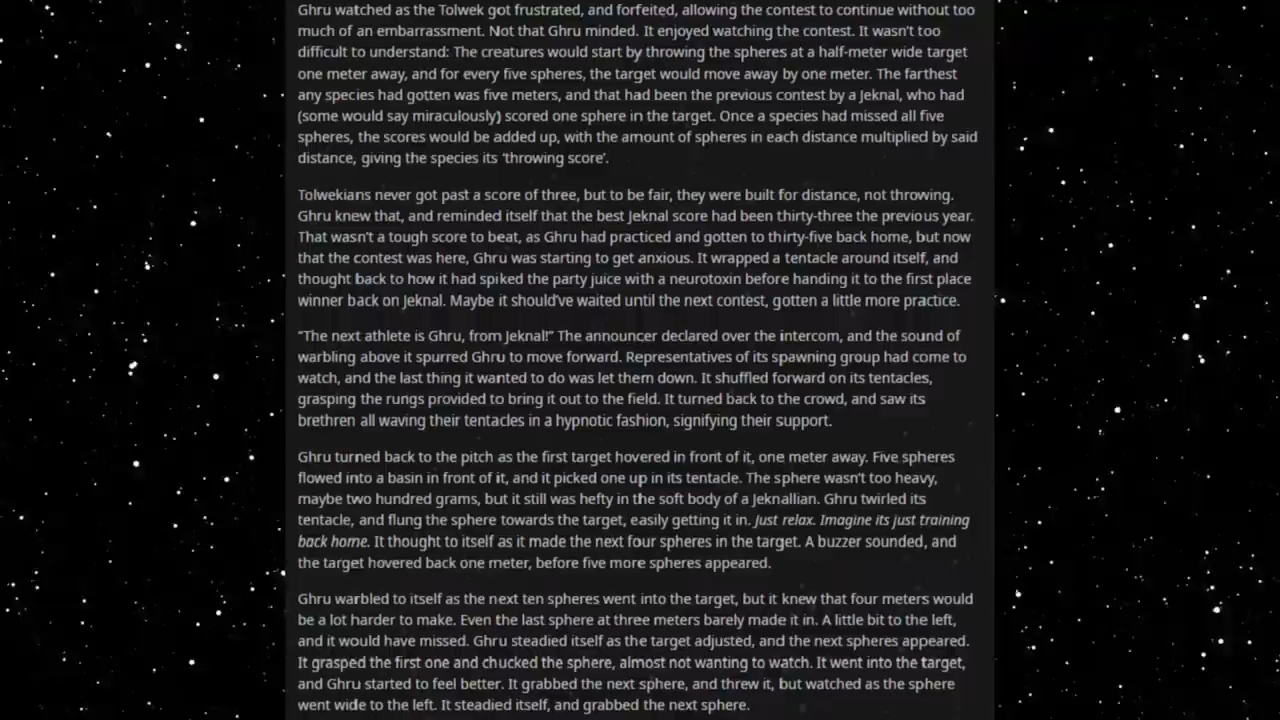 Ghru watched as the Tolwek got frustrated, and forfeited, allowing the contest to continue without too
much of an embarrassment. Not that Ghru minded. It enjoyed watching the contest. It wasn't too
difficult to understand: The creatures would start by throwing the spheres at a half-meter wide target
one meter away, and for every five spheres, the target would move away by one meter. The farthest
any species had gotten was five meters, and that had been the previous contest by a Jeknal, who had
(some would say miraculously) scored one sphere in the target. Once a species had missed all five
spheres, the scores would be added up, with the amount of spheres in each distance multiplied by said
distance, giving the species its ‘throwing score’.
Tolwekians never got past a score of three, but to be fair, they were built for distance, not throwing.
Ghru knew that, and reminded itself that the best Jeknal score had been thirty-three the previous year.
That wasn't a tough score to beat, as Ghru had practiced and gotten to thirty-five back home, but now
that the contest was here, Ghru was starting to get anxious. It wrapped a tentacle around itself, and
thought back to how it had spiked the party juice with a neurotoxin before handing it to the first place
winner back on Jeknal. Maybe it should've waited until the next contest, gotten a little more practice.
“The next athlete is Ghru, from Jeknal!” The announcer declared over the intercom, and the sound of
warbling above it spurred Ghru to move forward. Representatives of its spawning group had come to
watch, and the last thing it wanted to do was let them down. It shuffled forward on its tentacles,
grasping the rungs provided to bring it out to the field. It turned back to the crowd, and saw its
brethren all waving their tentacles in a hypnotic fashion, signifying their support.
Ghru turned back to the pitch as the first target hovered in front of it, one meter away. Five spheres
flowed into a basin in front of it, and it picked one up in its tentacle. The sphere wasn't too heavy,
maybe two hundred grams, but it still was hefty in the soft body of a Jeknallian. Ghru twirled its
tentacle, and flung the sphere towards the target, easily getting it in. Just relax. Imagine its just training
back home. It thought to itself as it made the next four spheres in the target. A buzzer sounded, and
the target hovered back one meter, before five more spheres appeared.
Ghru warbled to itself as the next ten spheres went into the target, but it knew that four meters would
be a lot harder to make. Even the last sphere at three meters barely made it in. A little bit to the left,
and it would have missed. Ghru steadied itself as the target adjusted, and the next spheres appeared.
It grasped the first one and chucked the sphere, almost not wanting to watch. It went into the target,
and Ghru started to feel better. It grabbed the next sphere, and threw it, but watched as the sphere
went wide to the left. It steadied itself, and grabbed the next sphere.